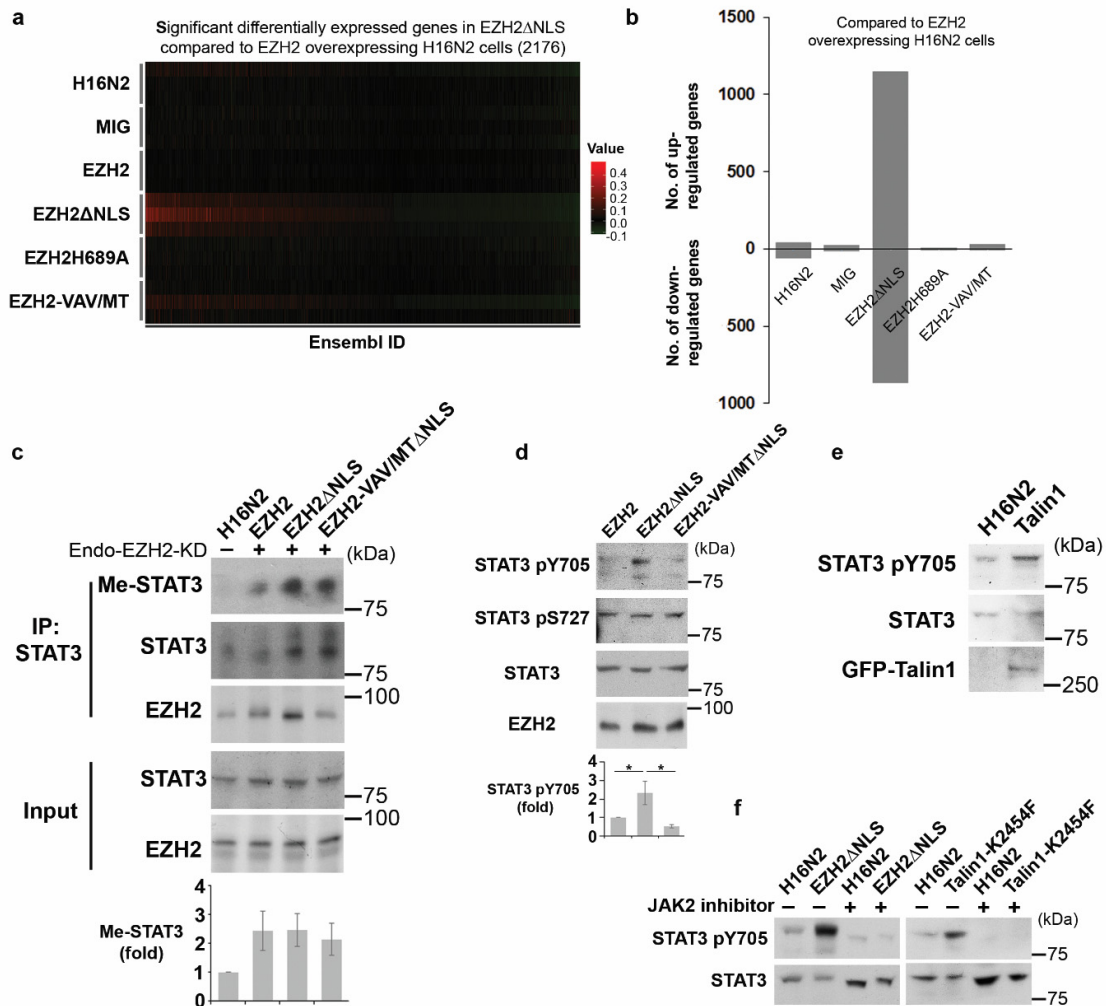 a
Significant differentially expressed genes in EZH2ΔNLS
compared to EZH2 overexpressing H16N2 cells (2176)
H16N2
MIG
EZH2
EZH2ΔNLS
EZH2H689A
EZH2-VAV/MT
Ensembl ID
Value
0.4
0.3
0.2
0.1
0.0
-0.1
b
Compared to EZH2
overexpressing H16N2 cells
No. of up-
regulated genes
No. of down-
regulated genes
1500
1000
500
0
500
1000
H16N2
MIG
EZH2ΔNLS
EZH2H689A
EZH2-VAV/MT
c
H16N2
EZH2
EZH2ΔNLS
EZH2-VAV/MTΔNLS
Endo-EZH2-KD – + + + (kDa)
IP:
STAT3
Me-STAT3
75
STAT3
75
100
EZH2
Input
STAT3
75
100
EZH2
Me-STAT3
(fold)
4
3
2
1
0
d
EZH2
EZH2ΔNLS
EZH2-VAV/MTΔNLS
(kDa)
STAT3 pY705
75
STAT3 pS727
75
STAT3
75
100
EZH2
STAT3 pY705
(fold)
4
3
2
1
0
* *
e
H16N2
Talin1
(kDa)
STAT3 pY705
75
STAT3
75
GFP-Talin1
250
f
H16N2
EZH2ΔNLS
H16N2
EZH2ΔNLS
H16N2
Talin1-K2454F
H16N2
Talin1-K2454F
JAK2 inhibitor – – + + – – + + (kDa)
STAT3 pY705
75
STAT3
75